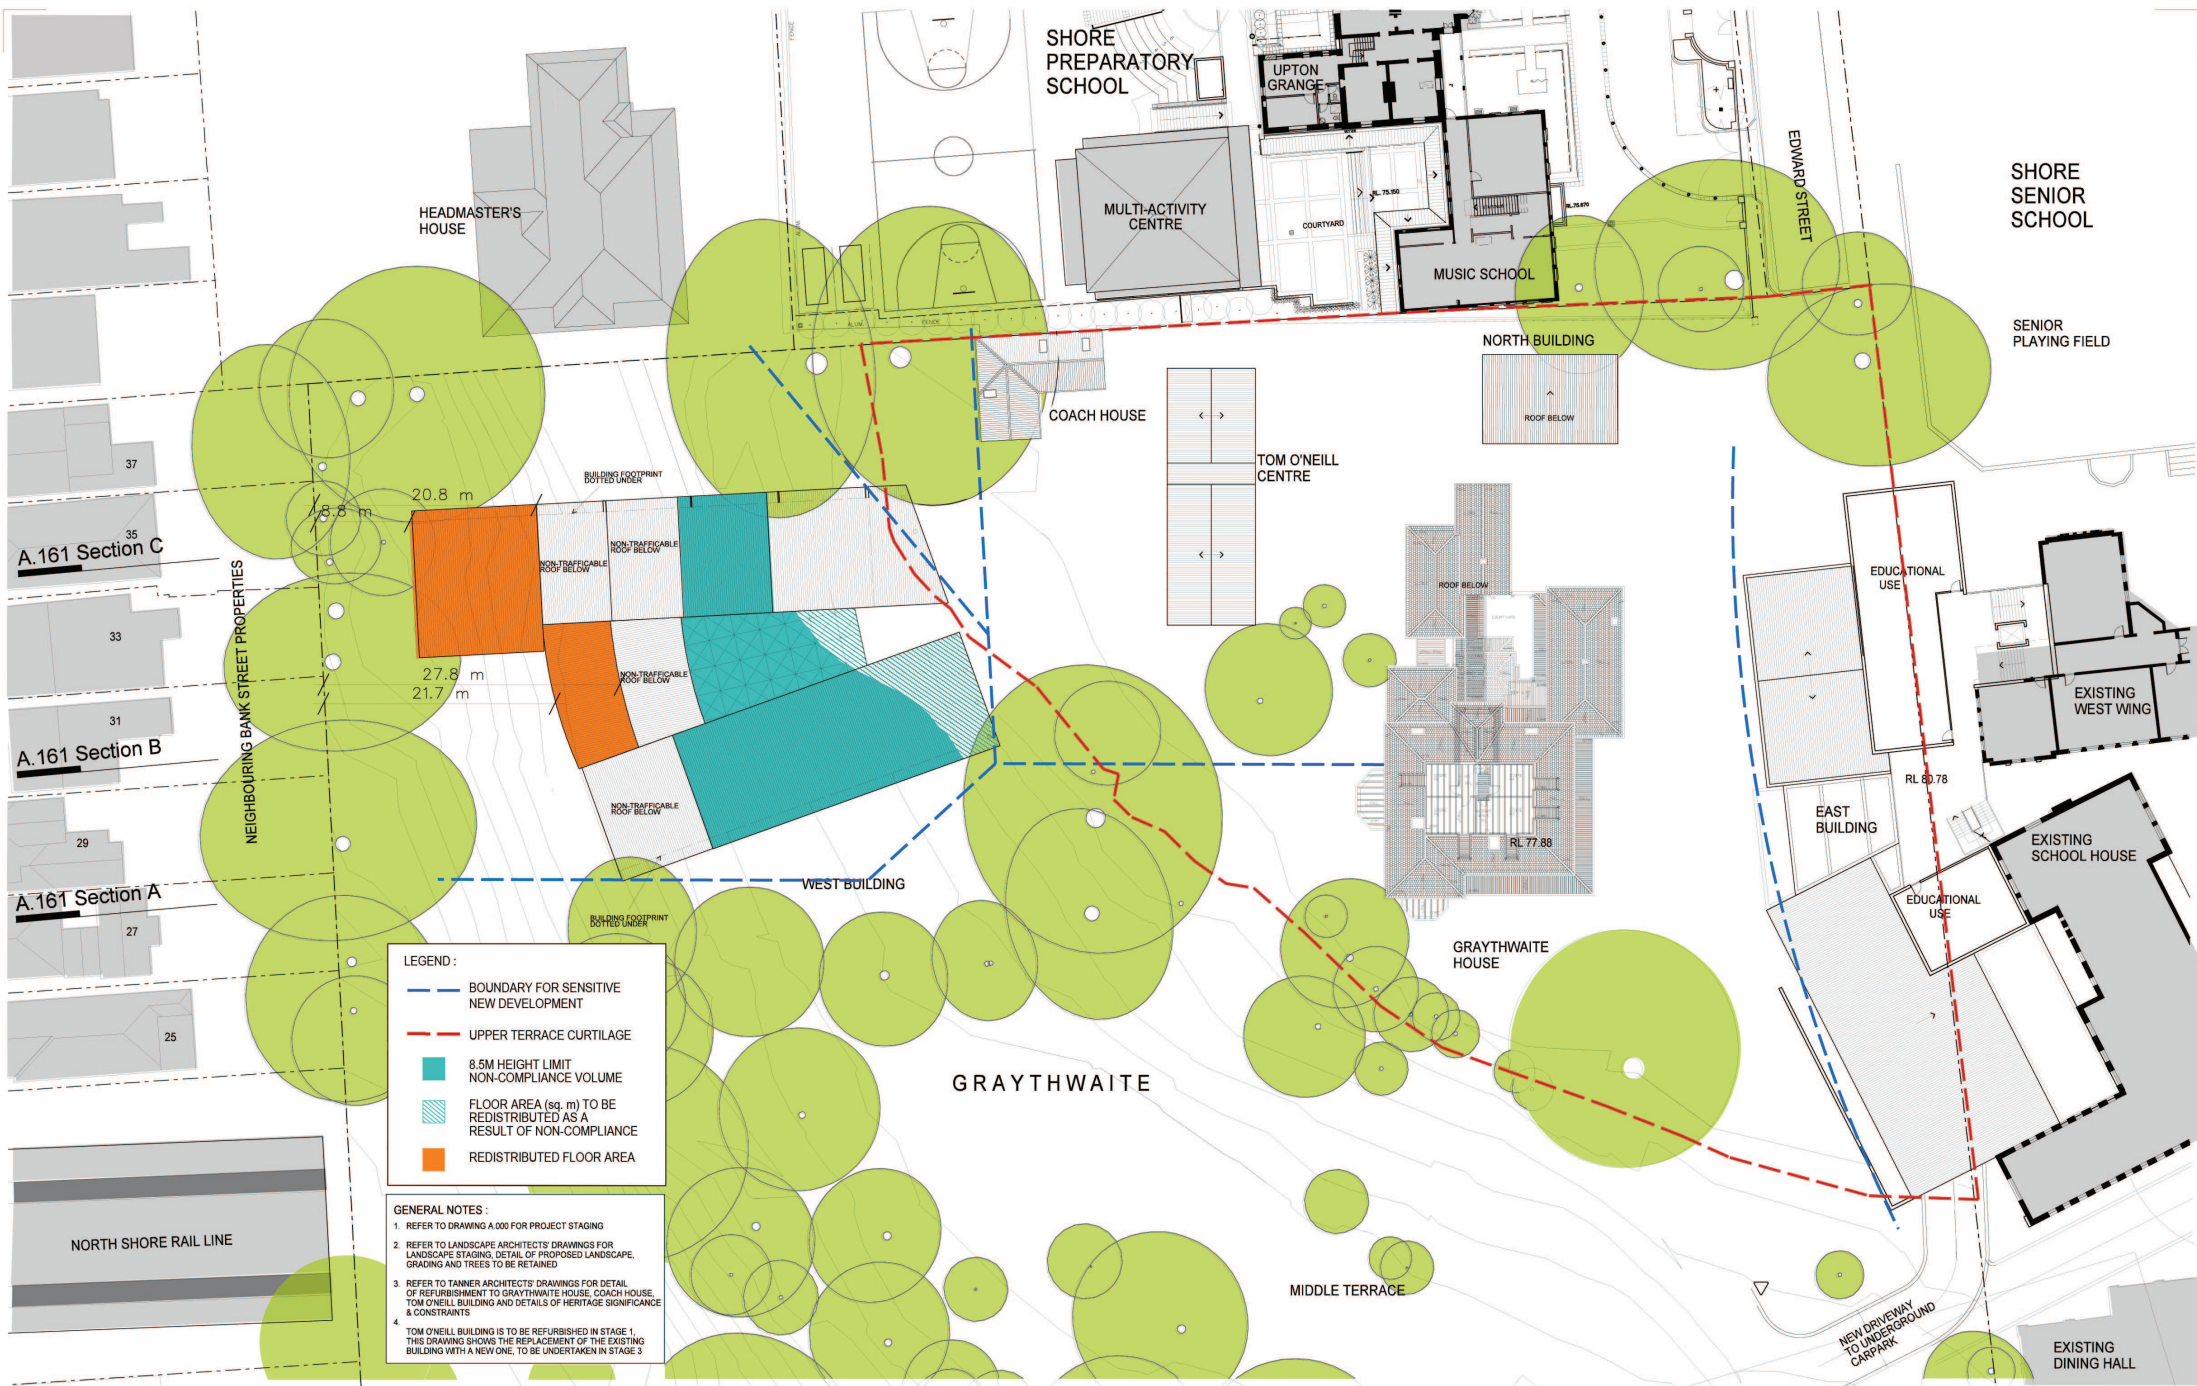 SHORE
PREPARATORY
SCHOOL
UPTON
GRANGE
FENCE
HEADMASTER'S
HOUSE
MULTI-ACTIVITY
CENTRE
COURTYARD
RL. 75.150
RL.75.870
MUSIC SCHOOL
EDWARD STREET
SHORE
SENIOR
SCHOOL
SENIOR
PLAYING FIELD
ALUM.
FENCE
NORTH BUILDING
ROOF BELOW
COACH HOUSE
TOM O'NEILL
CENTRE
37
35
33
31
29
27
25
A.161 Section C
A.161 Section B
A.161 Section A
NEIGHBOURING BANK STREET PROPERTIES
20.8 m
8.8 m
27.8 m
21.7 m
BUILDING FOOTPRINT
DOTTED UNDER
NON-TRAFFICABLE
ROOF BELOW
NON-TRAFFICABLE
ROOF BELOW
NON-TRAFFICABLE
ROOF BELOW
NON-TRAFFICABLE
ROOF BELOW
BUILDING FOOTPRINT
DOTTED UNDER
WEST BUILDING
ROOF BELOW
RL 77.88
GRAYTHWAITE
HOUSE
EDUCATIONAL
USE
EXISTING
WEST WING
RL 80.78
EAST
BUILDING
EXISTING
SCHOOL HOUSE
EDUCATIONAL
USE
GRAYTHWAITE
MIDDLE TERRACE
NEW DRIVEWAY
TO UNDERGROUND
CARPARK
EXISTING
DINING HALL
NORTH SHORE RAIL LINE
LEGEND :
BOUNDARY FOR SENSITIVE
NEW DEVELOPMENT
UPPER TERRACE CURTILAGE
8.5M HEIGHT LIMIT
NON-COMPLIANCE VOLUME
FLOOR AREA (sq. m) TO BE
REDISTRIBUTED AS A
RESULT OF NON-COMPLIANCE
REDISTRIBUTED FLOOR AREA
GENERAL NOTES :
1. REFER TO DRAWING A.000 FOR PROJECT STAGING
2. REFER TO LANDSCAPE ARCHITECTS' DRAWINGS FOR
LANDSCAPE STAGING, DETAIL OF PROPOSED LANDSCAPE,
GRADING AND TREES TO BE RETAINED
3. REFER TO TANNER ARCHITECTS' DRAWINGS FOR DETAIL
OF REFURBISHMENT TO GRAYTHWAITE HOUSE, COACH HOUSE,
TOM O'NEILL BUILDING AND DETAILS OF HERITAGE SIGNIFICANCE
& CONSTRAINTS
4.
TOM O'NEILL BUILDING IS TO BE REFURBISHED IN STAGE 1,
THIS DRAWING SHOWS THE REPLACEMENT OF THE EXISTING
BUILDING WITH A NEW ONE, TO BE UNDERTAKEN IN STAGE 3